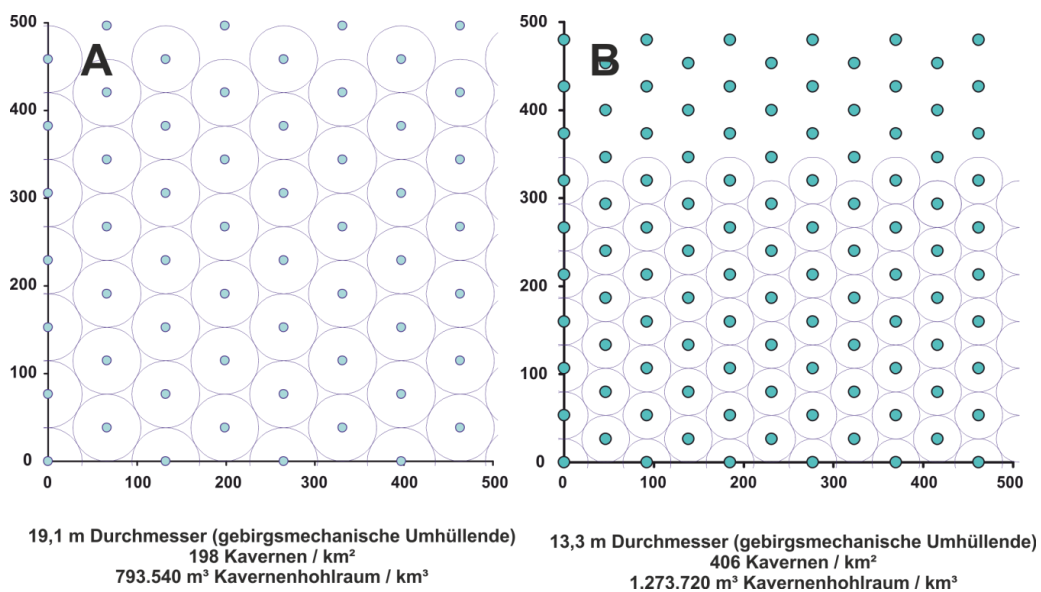 A
500
400
300
200
100
0
0 100 200 300 400 500
19,1 m Durchmesser (gebirgsmechanische Umhüllende)
198 Kavernen / km²
793.540 m³ Kavernenhohlraum / km³
B
500
400
300
200
100
0
0 100 200 300 400 500
13,3 m Durchmesser (gebirgsmechanische Umhüllende)
406 Kavernen / km²
1.273.720 m³ Kavernenhohlraum / km³